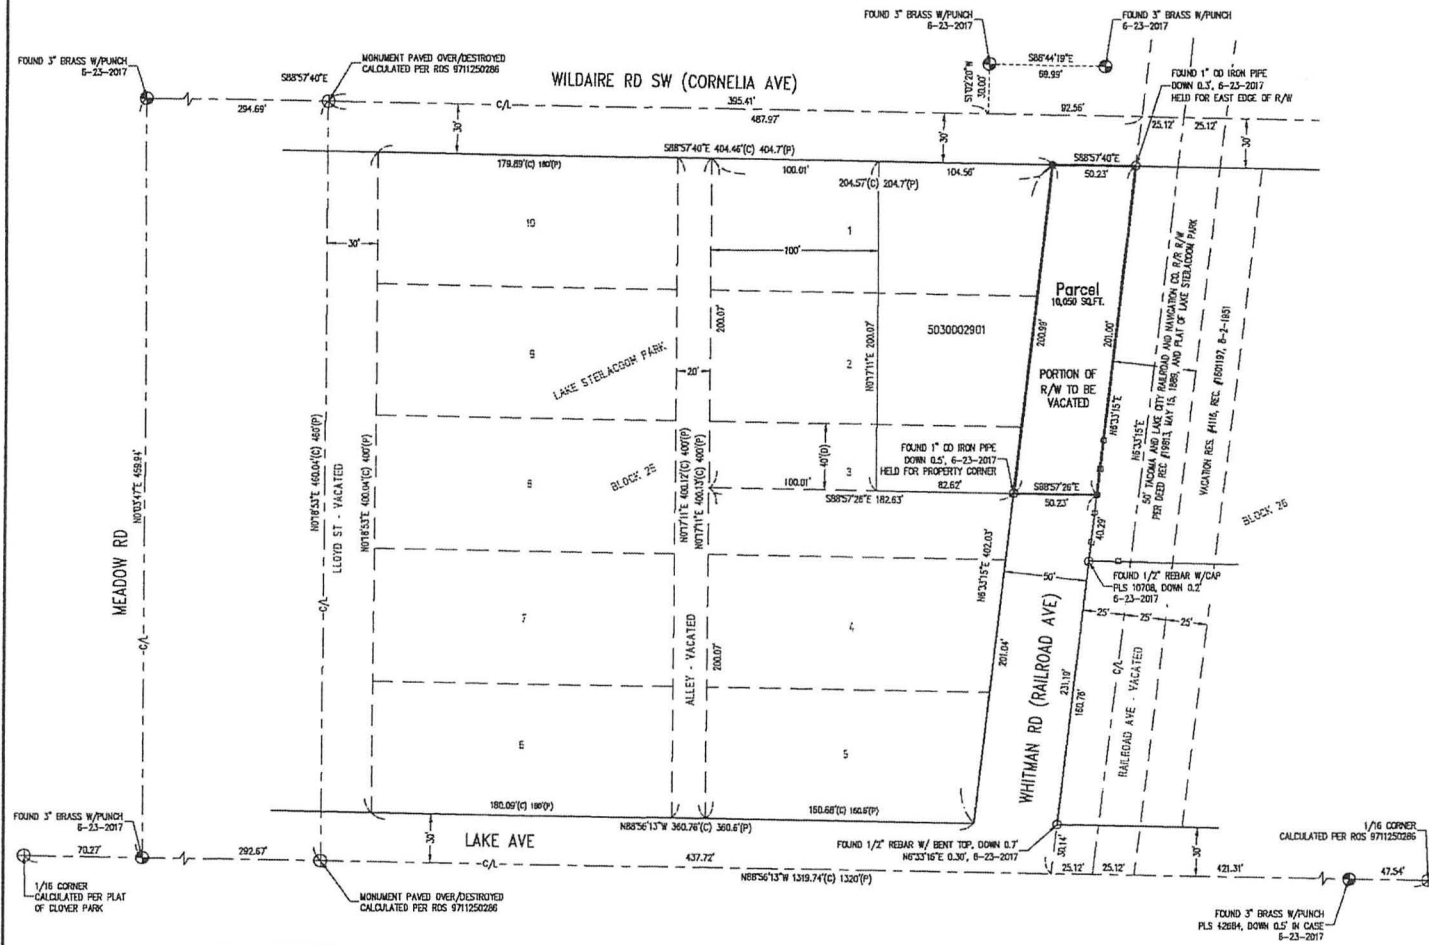 FOUND 3" BRASS W/PUNCH
6-23-2017
FOUND 3" BRASS W/PUNCH
6-23-2017
FOUND 3" BRASS W/PUNCH
6-23-2017
MONUMENT PAVED OVER/DESTROYED
CALCULATED PER ROS 9711250286
S88°57'40"E
WILDAIRE RD SW (CORNELIA AVE)
S1°02'20"W
30.00'
S88°44'19"E
69.99'
FOUND 1" OD IRON PIPE
DOWN 0.3', 6-23-2017
HELD FOR EAST EDGE OF R/W
294.69'
C/L
395.41'
487.97'
92.56'
25.12'
25.12'
30'
30'
30'
S88°57'40"E 404.46'(C) 404.7'(P)
179.89'(C) 180'(P)
100.01'
104.56'
204.57'(C) 204.7'(P)
S88°57'40"E
50.23'
10
1
30'
100'
Parcel
10,050 SQ.FT.
200.07'
5030002901
200.99'
201.00'
9
LAKE STEILACOOM PARK
20'
2
N0°17'11"E 200.07'
PORTION OF
R/W TO BE
VACATED
N6°33'15"E
N6°33'15"E
50' TACOMA AND LAKE CITY RAILROAD AND NAVIGATION CO. R/R R/W
PER DEED REC #19813, MAY 15, 1889, AND PLAT OF LAKE STEILACOOM PARK
VACATION RES. #4116, REC. #1601197, 8-2-1951
MEADOW RD
N0°03'47"E 459.94'
C/L
N0°18'53"E 460.04'(C) 460'(P)
LLOYD ST - VACATED
C/L
N0°18'53"E 400.04'(C) 400'(P)
8
BLOCK 25
N0°17'11"E 400.12'(C) 400'(P)
N0°17'11"E 400.13'(C) 400'(P)
40'(D)
3
100.01'
FOUND 1" OD IRON PIPE
DOWN 0.5', 6-23-2017
HELD FOR PROPERTY CORNER
82.62'
S88°57'26"E 182.63'
S88°57'26"E
50.23'
40.29'
BLOCK 26
N6°33'15"E 402.03'
50'
FOUND 1/2" REBAR W/CAP
PLS 10708, DOWN 0.2'
6-23-2017
25'
25'
25'
7
4
ALLEY - VACATED
200.07'
201.04'
WHITMAN RD (RAILROAD AVE)
231.10'
160.76'
C/L
RAILROAD AVE - VACATED
6
5
180.09'(C) 180'(P)
160.68'(C) 160.6'(P)
N88°56'13"W 360.76'(C) 360.6'(P)
FOUND 3" BRASS W/PUNCH
6-23-2017
30'
LAKE AVE
FOUND 1/2" REBAR W/ BENT TOP, DOWN 0.7'
N6°33'16"E 0.30', 6-23-2017
30.14'
30'
1/16 CORNER
CALCULATED PER ROS 9711250286
70.27'
292.67'
C/L
437.72'
25.12'
25.12'
421.31'
47.54'
N88°56'13"W 1319.74'(C) 1320'(P)
1/16 CORNER
CALCULATED PER PLAT
OF CLOVER PARK
MONUMENT PAVED OVER/DESTROYED
CALCULATED PER ROS 9711250286
FOUND 3" BRASS W/PUNCH
PLS 42684, DOWN 0.5' IN CASE
6-23-2017